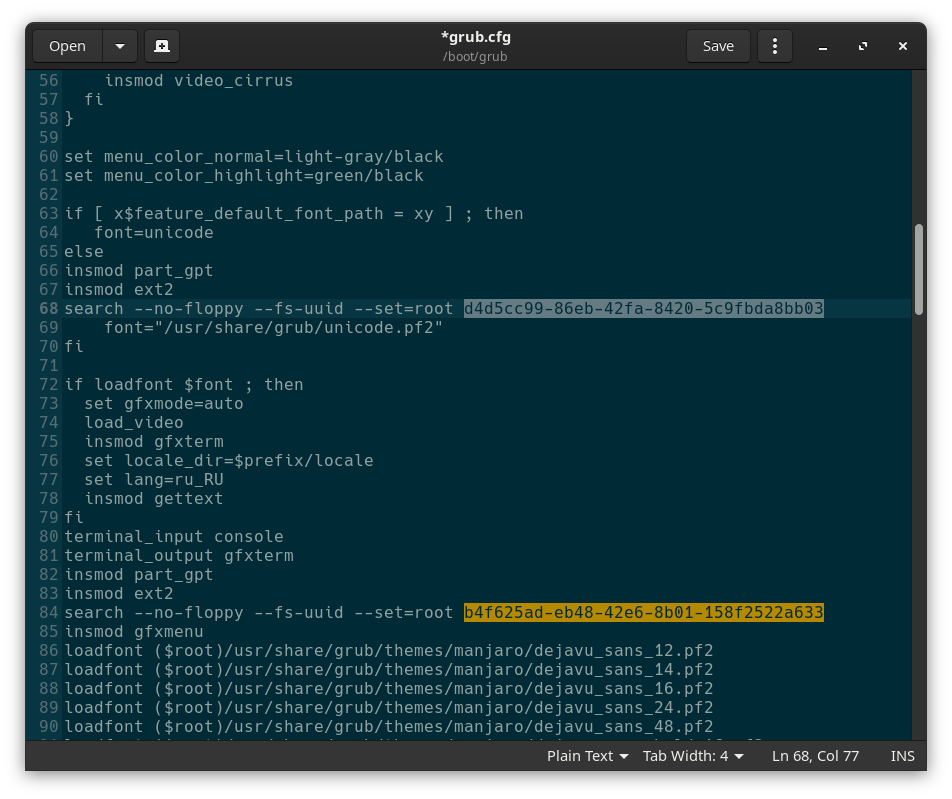 Open
*grub.cfg
/boot/grub
Save
56 insmod video_cirrus
57 fi
58 }
59
60 set menu_color_normal=light-gray/black
61 set menu_color_highlight=green/black
62
63 if [ x$feature_default_font_path = xy ] ; then
64 font=unicode
65 else
66 insmod part_gpt
67 insmod ext2
68 search --no-floppy --fs-uuid --set=root d4d5cc99-86eb-42fa-8420-5c9fbda8bb03
69 font="/usr/share/grub/unicode.pf2"
70 fi
71
72 if loadfont $font ; then
73 set gfxmode=auto
74 load_video
75 insmod gfxterm
76 set locale_dir=$prefix/locale
77 set lang=ru_RU
78 insmod gettext
79 fi
80 terminal_input console
81 terminal_output gfxterm
82 insmod part_gpt
83 insmod ext2
84 search --no-floppy --fs-uuid --set=root b4f625ad-eb48-42e6-8b01-158f2522a633
85 insmod gfxmenu
86 loadfont ($root)/usr/share/grub/themes/manjaro/dejavu_sans_12.pf2
87 loadfont ($root)/usr/share/grub/themes/manjaro/dejavu_sans_14.pf2
88 loadfont ($root)/usr/share/grub/themes/manjaro/dejavu_sans_16.pf2
89 loadfont ($root)/usr/share/grub/themes/manjaro/dejavu_sans_24.pf2
90 loadfont ($root)/usr/share/grub/themes/manjaro/dejavu_sans_48.pf2
Plain Text
Tab Width: 4
Ln 68, Col 77
INS